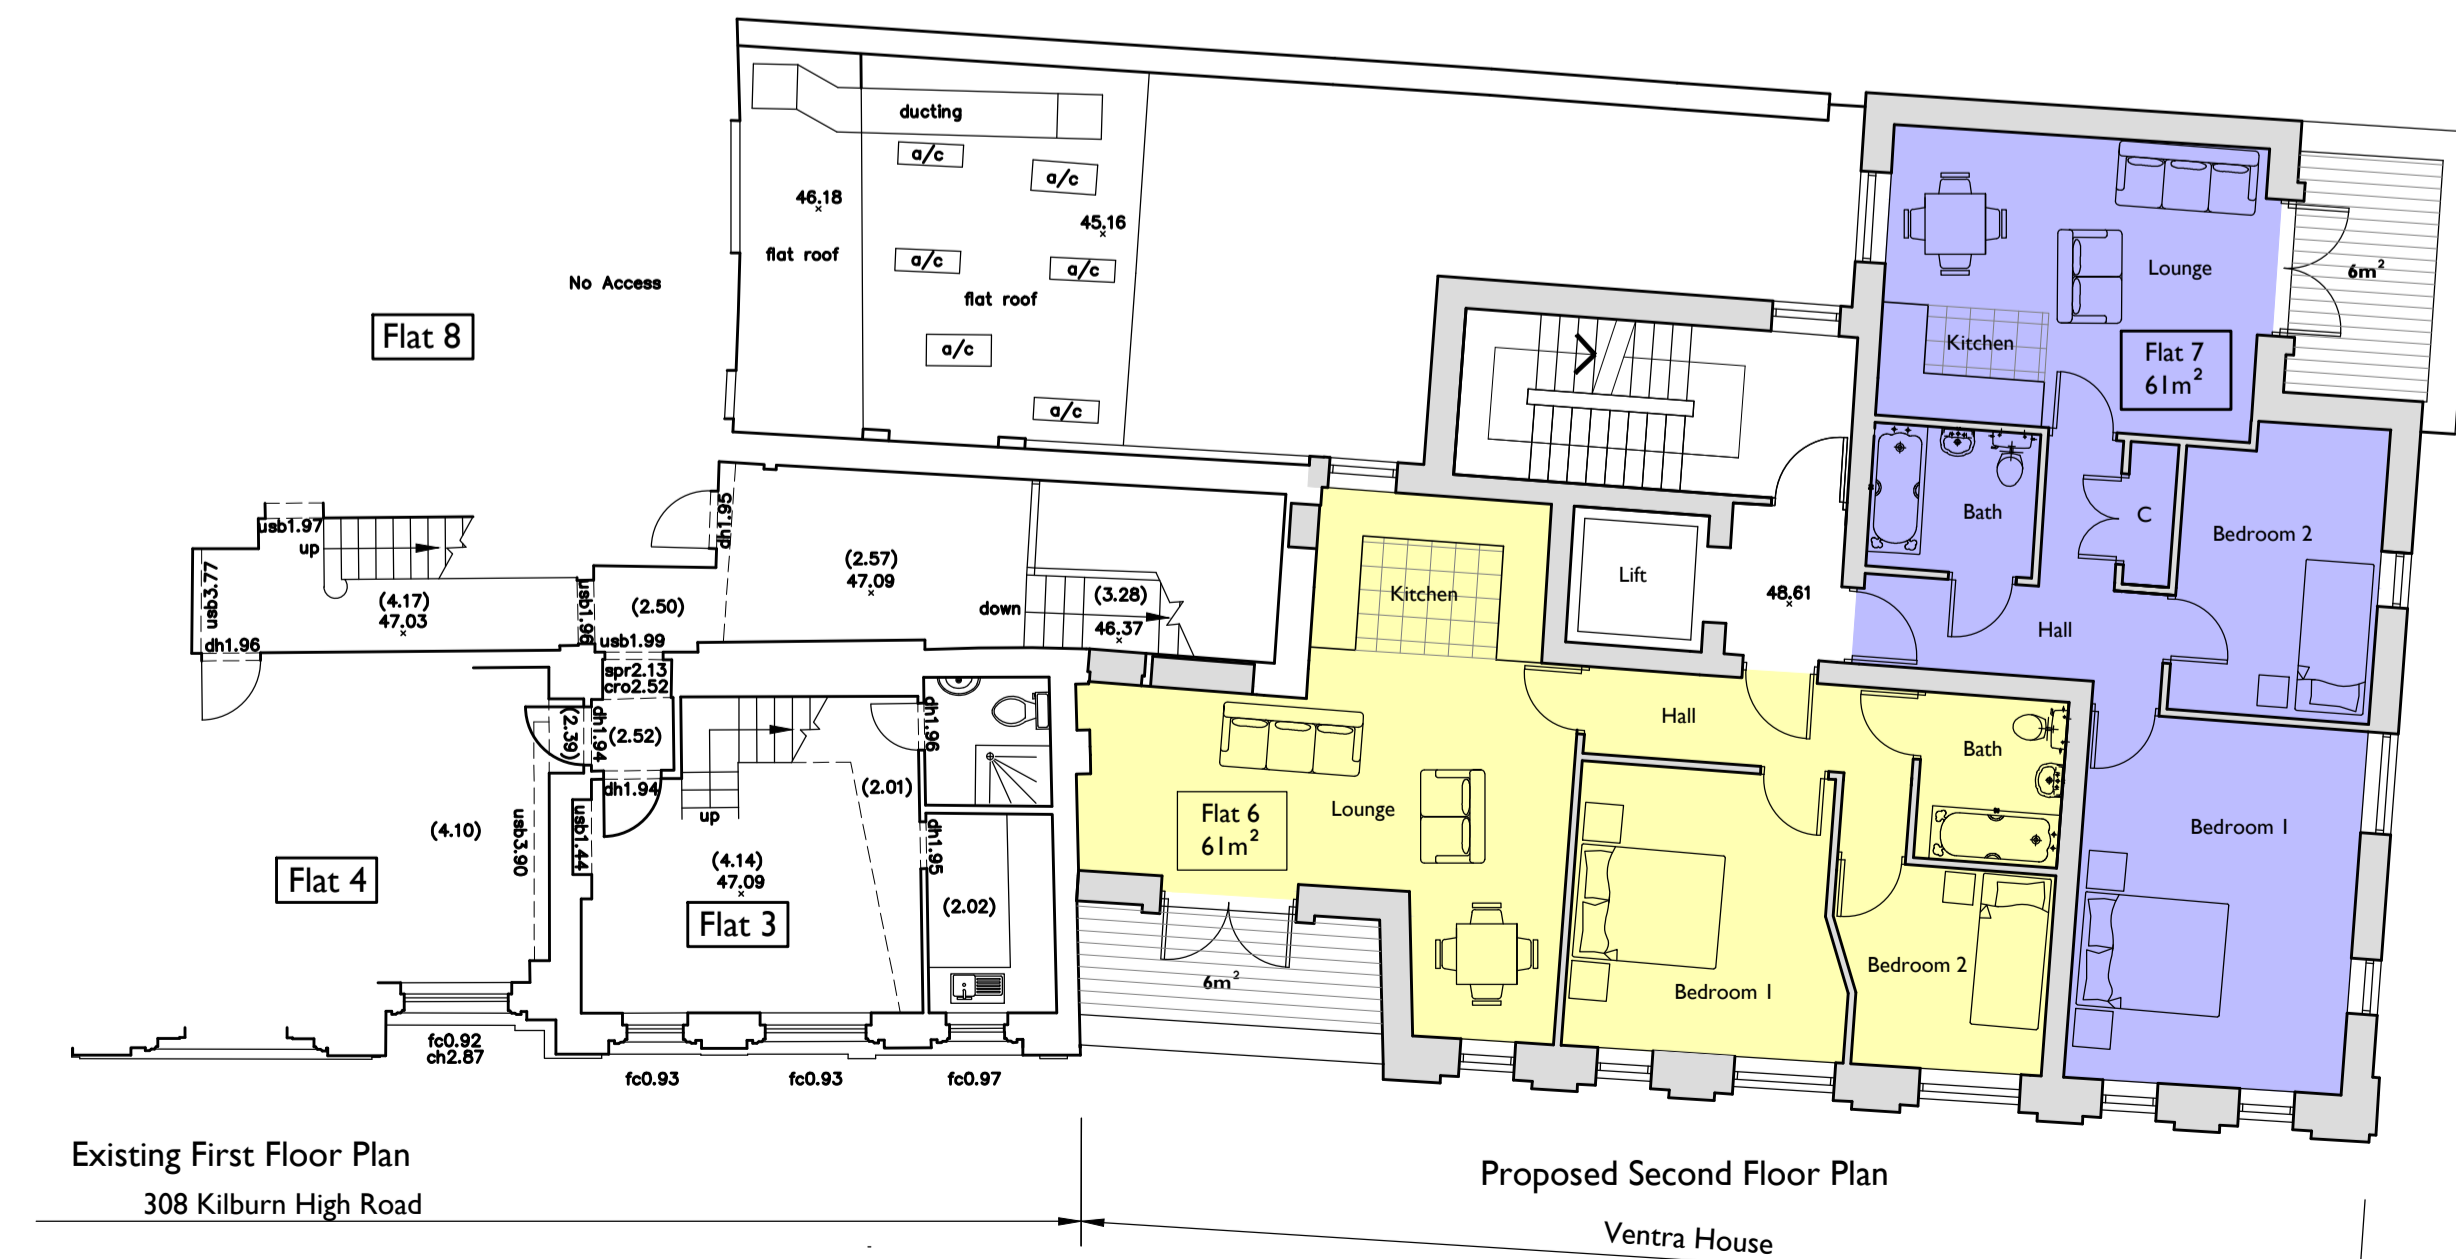 ducting
a/c
a/c
46.18
45.16
flat roof
a/c
a/c
flat roof
No Access
Flat 8
a/c
a/c
Lounge
6m²
Kitchen
Flat 7
61m²
Bath
C
Bedroom 2
Hall
Bedroom 1
usb1.97
up
usb3.77
dh1.96
(4.17)
47.03
usb1.96
(2.50)
usb1.99
dh1.95
(2.57)
47.09
down
(3.28)
46.37
spr2.13
cro2.52
(2.39)
dh1.94
(2.52)
dh1.94
usb1.44
usb3.90
(4.10)
Flat 4
up
(2.01)
dh1.96
dh1.95
(4.14)
47.09
Flat 3
(2.02)
Kitchen
Lift
48.61
Hall
Bath
Lounge
Flat 6
61m²
6m²
Bedroom 1
Bedroom 2
fc0.92
ch2.87
fc0.93
fc0.93
fc0.97
Existing First Floor Plan
308 Kilburn High Road
Proposed Second Floor Plan
Ventra House